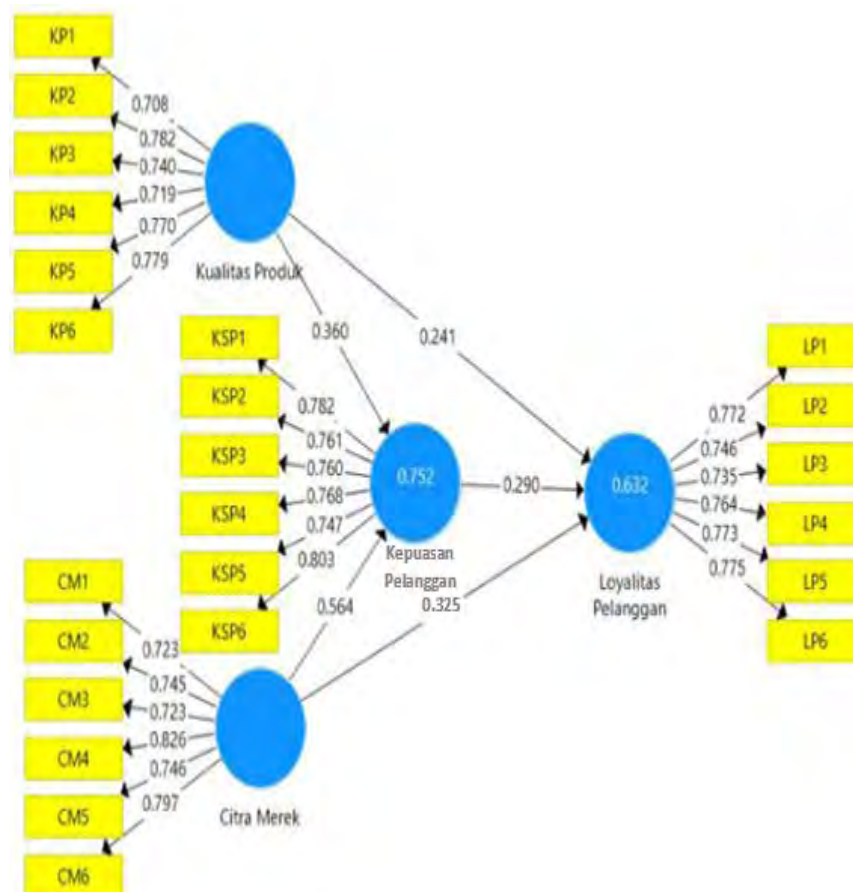 KP1
KP2
KP3
KP4
KP5
KP6
0.708
0.782
0.740
0.719
0.770
0.779
Kualitas Produk
0.360
0.241
KSP1
KSP2
KSP3
KSP4
KSP5
KSP6
0.782
0.761
0.760
0.768
0.747
0.803
0.752
Kepuasan
Pelanggan
0.290
0.632
Loyalitas
Pelanggan
LP1
LP2
LP3
LP4
LP5
LP6
0.772
0.746
0.735
0.764
0.773
0.775
0.564
0.325
CM1
CM2
CM3
CM4
CM5
CM6
0.723
0.745
0.723
0.826
0.746
0.797
Citra Merek